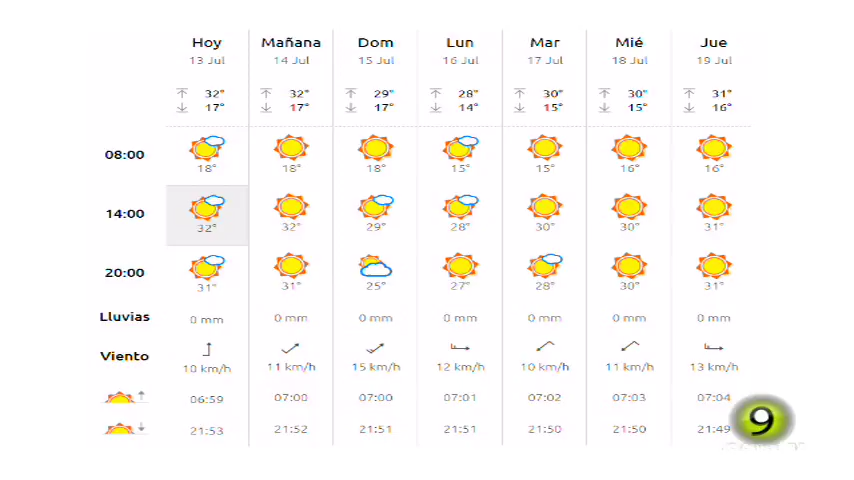 Hoy Mañana Dom Lun Mar Mié Jue
13 Jul 14 Jul 15 Jul 16 Jul 17 Jul 18 Jul 19 Jul
32° 32° 29° 28° 30° 30° 31°
17° 17° 17° 14° 15° 15° 16°
08:00
18° 18° 18° 15° 15° 16° 16°
14:00
32° 32° 29° 28° 30° 30° 31°
20:00
31° 31° 25° 27° 28° 30° 31°
Lluvias 0 mm 0 mm 0 mm 0 mm 0 mm 0 mm 0 mm
Viento
10 km/h 11 km/h 15 km/h 12 km/h 10 km/h 11 km/h 13 km/h
06:59 07:00 07:00 07:01 07:02 07:03 07:04
21:53 21:52 21:51 21:51 21:50 21:50 21:49
9